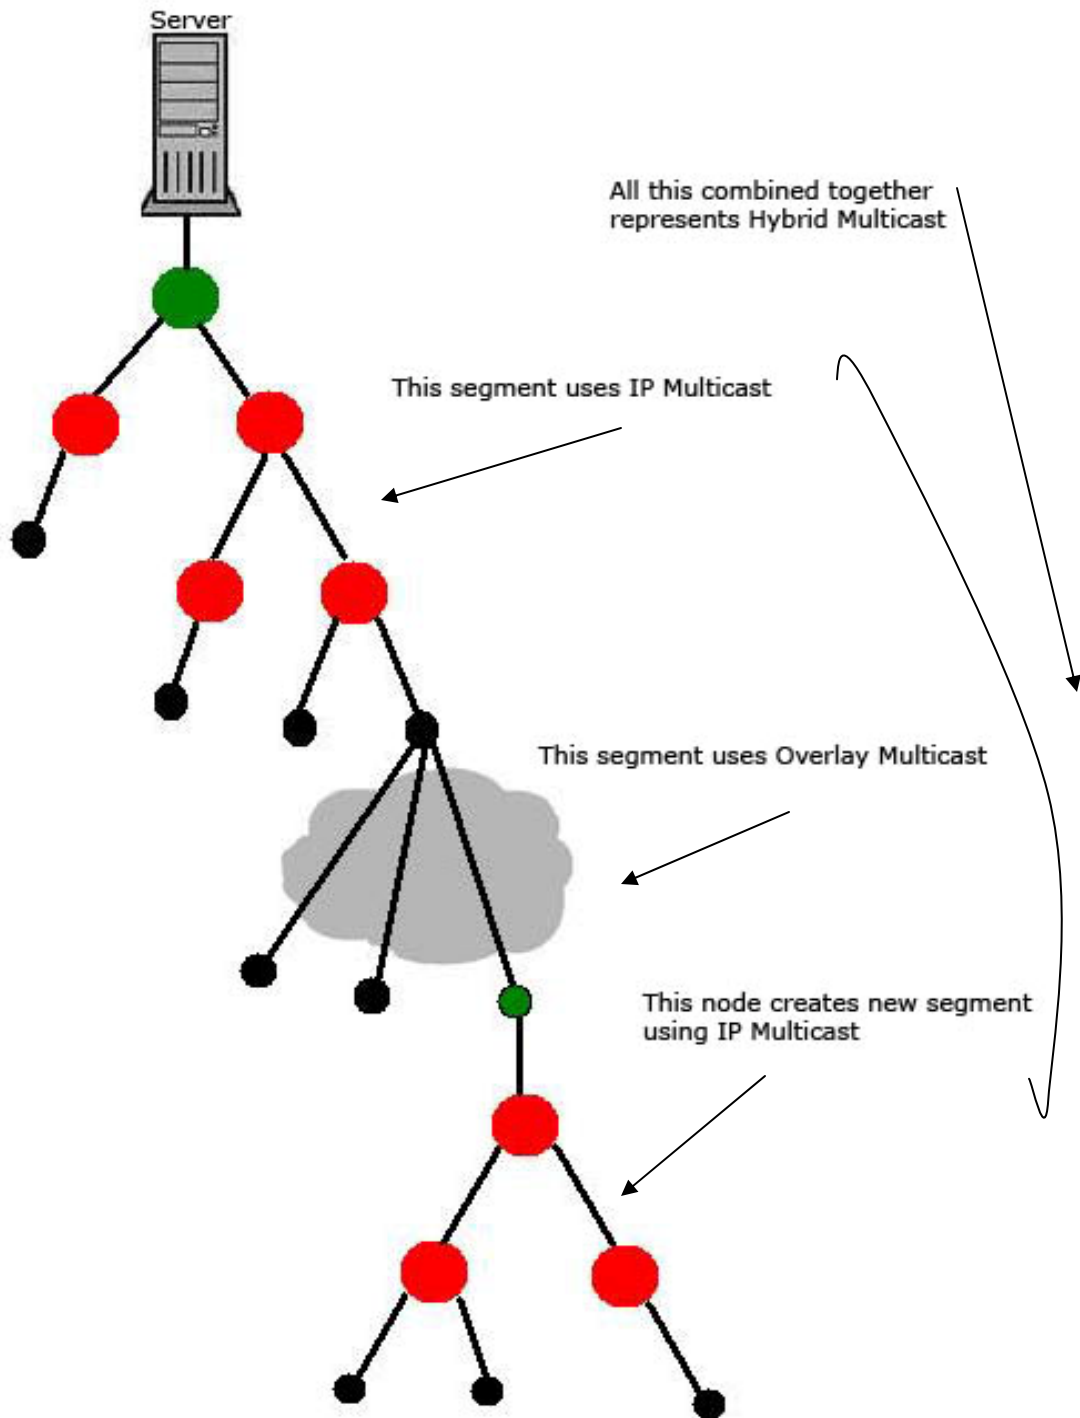 Server
All this combined together
represents Hybrid Multicast
This segment uses IP Multicast
This segment uses Overlay Multicast
This node creates new segment
using IP Multicast